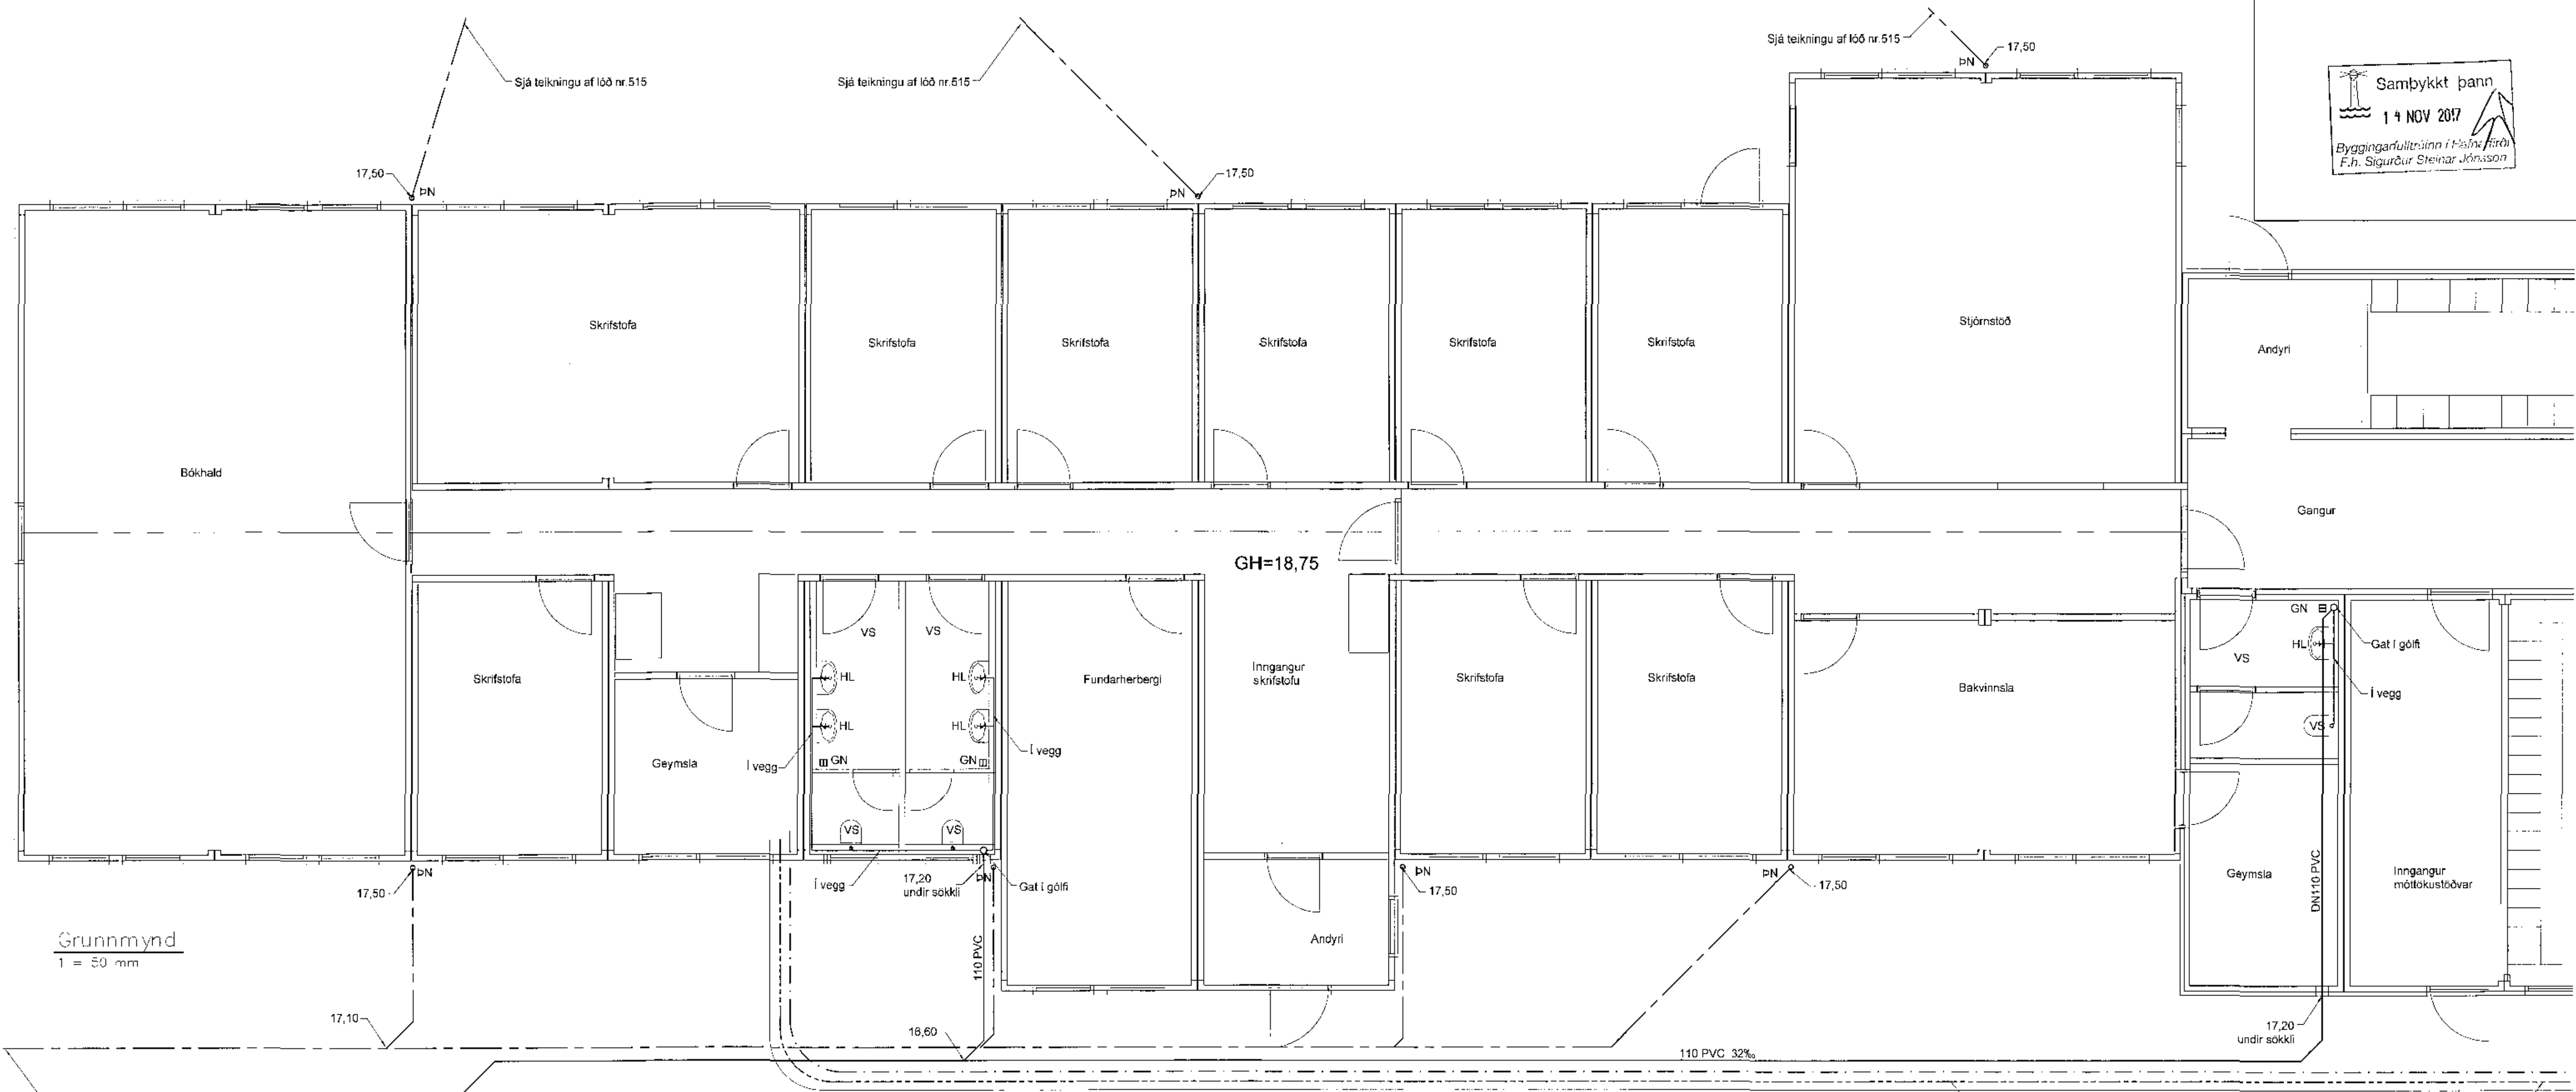 Sjá teikningu af lóð nr.515
Sjá teikningu af lóð nr.515
Sjá teikningu af lóð nr.515
17,50
ÞN
Samþykkt þann
14 NOV 2017
Byggingarfulltrúinn í Hafnarfirði
F.h. Sigurður Steinar Jónsson
17,50
ÞN
ÞN
17,50
Bókhald
Skrifstofa
Skrifstofa
Skrifstofa
Skrifstofa
Skrifstofa
Skrifstofa
Stjórnstöð
Andyri
Gangur
GH=18,75
Skrifstofa
Geymsla
VS
VS
HL
HL
HL
HL
GN
GN
VS
VS
Í vegg
Í vegg
Í vegg
Fundarherbergi
Inngangur
skrifstofu
Skrifstofa
Skrifstofa
Bakvinnsla
GN
HL
VS
VS
Gat í gólfi
Í vegg
Geymsla
Inngangur
móttökustöðvar
DN110 PVC
17,50
ÞN
17,20
undir sökkli
ÞN
Gat í gólfi
110 PVC
Andyri
ÞN
17,50
ÞN
17,50
Grunnmynd
1 = 50 mm
17,10
16,60
110 PVC 32‰
17,20
undir sökkli